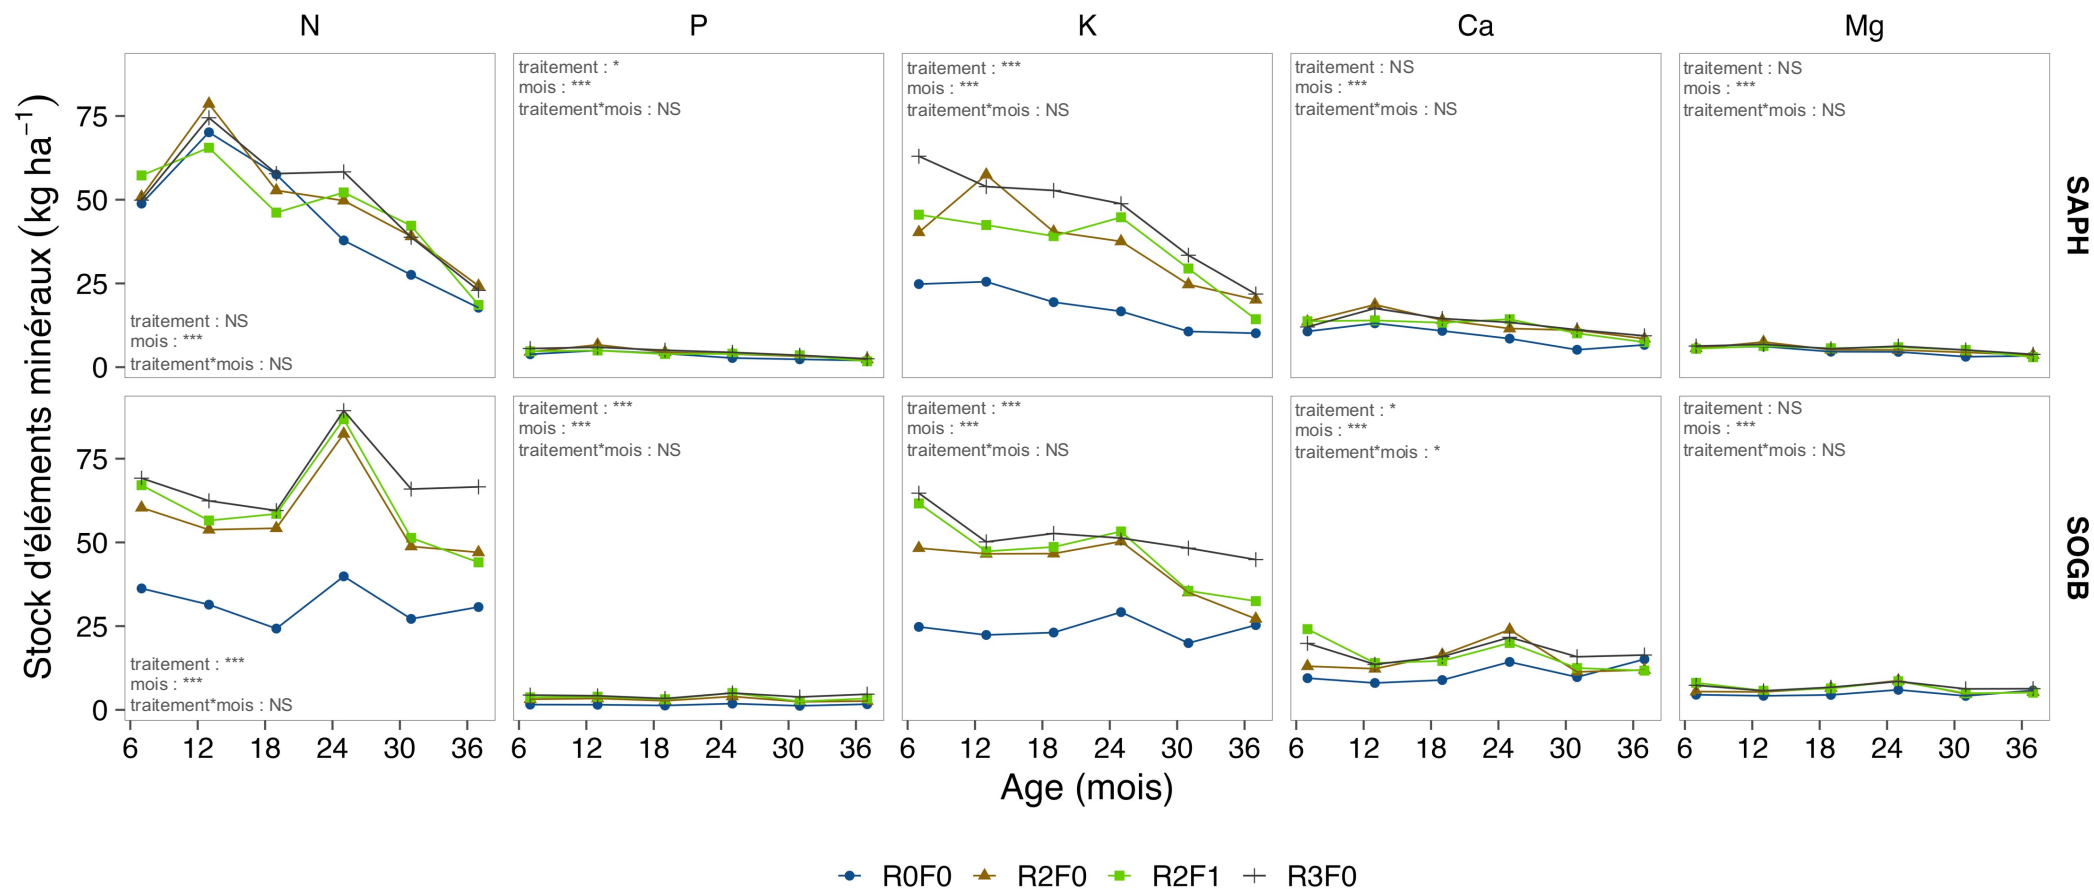 N P K Ca Mg
Stock d'éléments minéraux (kg ha⁻¹)
75
50
25
0
traitement : NS
mois : ***
traitement*mois : NS
traitement : *
mois : ***
traitement*mois : NS
traitement : ***
mois : ***
traitement*mois : NS
traitement : NS
mois : ***
traitement*mois : NS
traitement : NS
mois : ***
traitement*mois : NS
SAPH
75
50
25
0
traitement : ***
mois : ***
traitement*mois : NS
traitement : ***
mois : ***
traitement*mois : NS
traitement : ***
mois : ***
traitement*mois : NS
traitement : *
mois : ***
traitement*mois : *
traitement : NS
mois : ***
traitement*mois : NS
SOGB
6 12 18 24 30 36 6 12 18 24 30 36 6 12 18 24 30 36 6 12 18 24 30 36 6 12 18 24 30 36
Age (mois)
R0F0 R2F0 R2F1 R3F0